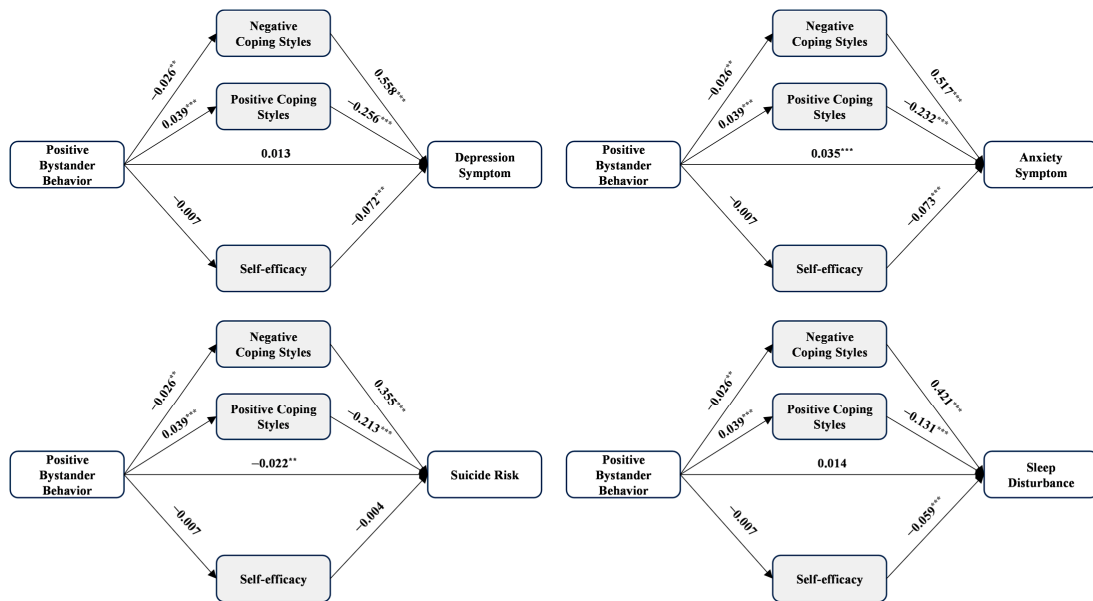 Negative
Coping Styles
−0.026**
0.558***
Positive Coping
Styles
0.039***
−0.256***
Positive
Bystander
Behavior
0.013
Depression
Symptom
−0.007
−0.072***
Self-efficacy
Negative
Coping Styles
−0.026**
0.517***
Positive Coping
Styles
0.039***
−0.232***
Positive
Bystander
Behavior
0.035***
Anxiety
Symptom
−0.007
−0.073***
Self-efficacy
Negative
Coping Styles
−0.026**
0.355***
Positive Coping
Styles
0.039***
−0.213***
Positive
Bystander
Behavior
−0.022**
Suicide Risk
−0.007
−0.004
Self-efficacy
Negative
Coping Styles
−0.026**
0.421***
Positive Coping
Styles
0.039***
−0.131***
Positive
Bystander
Behavior
0.014
Sleep
Disturbance
−0.007
−0.059***
Self-efficacy